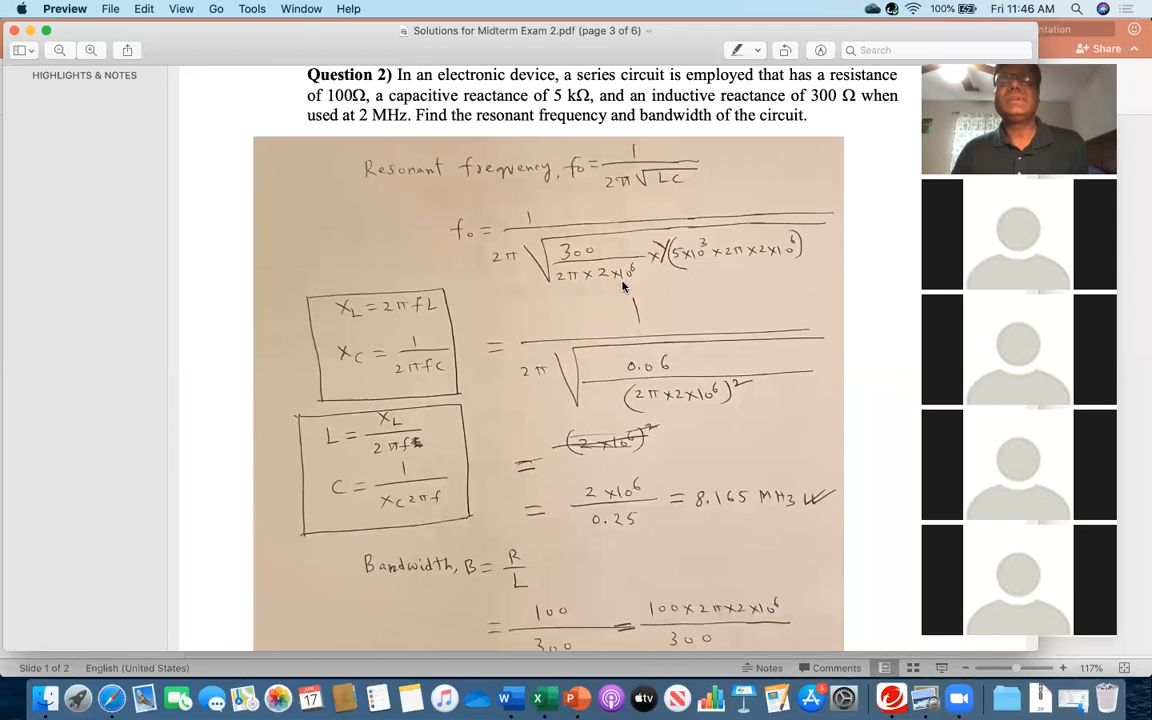 Preview File Edit View Go Tools Window Help 100% Fri 11:46 AM
Solutions for Midterm Exam 2.pdf (page 3 of 6)
Search
Share
HIGHLIGHTS & NOTES
Question 2) In an electronic device, a series circuit is employed that has a resistance
of 100Ω, a capacitive reactance of 5 kΩ, and an inductive reactance of 300 Ω when
used at 2 MHz. Find the resonant frequency and bandwidth of the circuit.
Resonant frequency, fo = 1 / 2π√LC
fo = 1 / 2π √ 300 / 2π×2×10^6 × (5×10^3 × 2π×2×10^6)
XL = 2πfL
XC = 1 / 2πfC
= 1 / 2π √ 0.06 / (2π×2×10^6)^2
L = XL / 2πf
C = 1 / XC 2πf
= (2×10^6)^2
= 2×10^6 / 0.25 = 8.165 MHz
Bandwidth, B = R / L
= 100 / 300 = 100×2π×2×10^6 / 300
Slide 1 of 2 English (United States) Notes Comments 117%
JUL
17